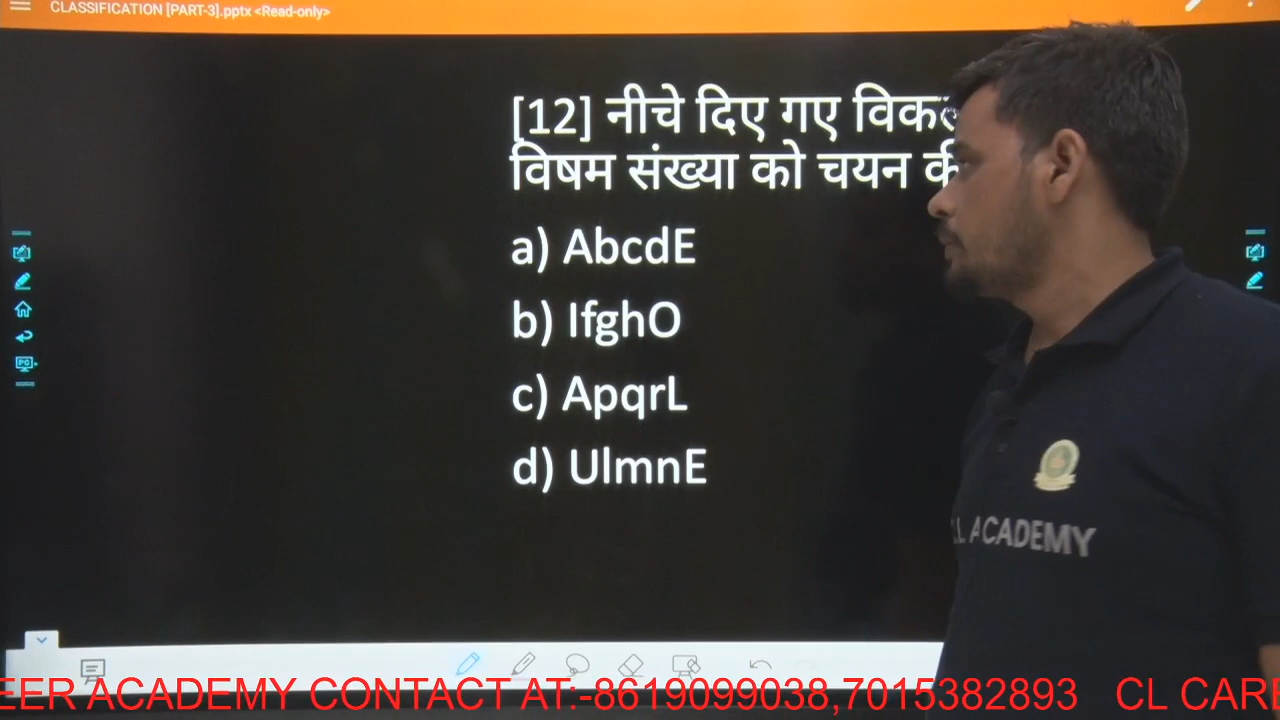 CLASSIFICATION [PART-3].pptx <Read-only>
[12] नीचे दिए गए
विषम संख्या को चयन
a) AbcdE
b) IfghO
c) ApqrL
d) UlmnE
ACADEMY
EER ACADEMY CONTACT AT:-8619099038,7015382893 CL CARE